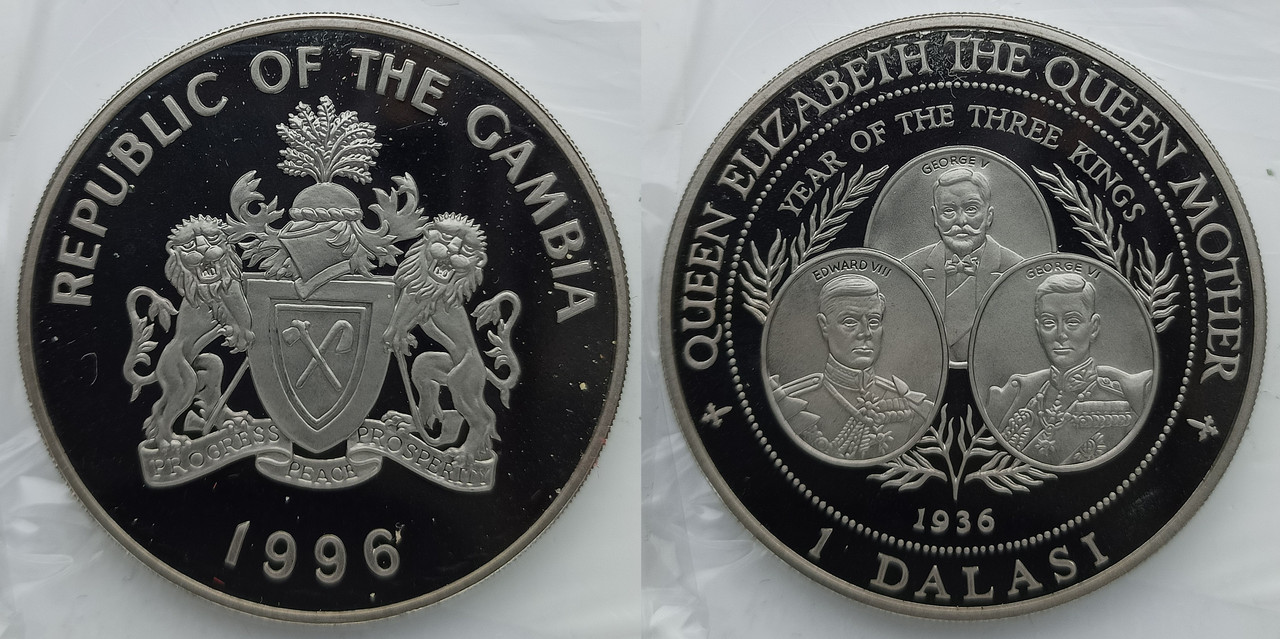 REPUBLIC OF THE GAMBIA
PROGRESS PEACE PROSPERITY
1996
QUEEN ELIZABETH THE QUEEN MOTHER
YEAR OF THE THREE KINGS
GEORGE V
EDWARD VIII
GEORGE VI
1936
1 DALASI